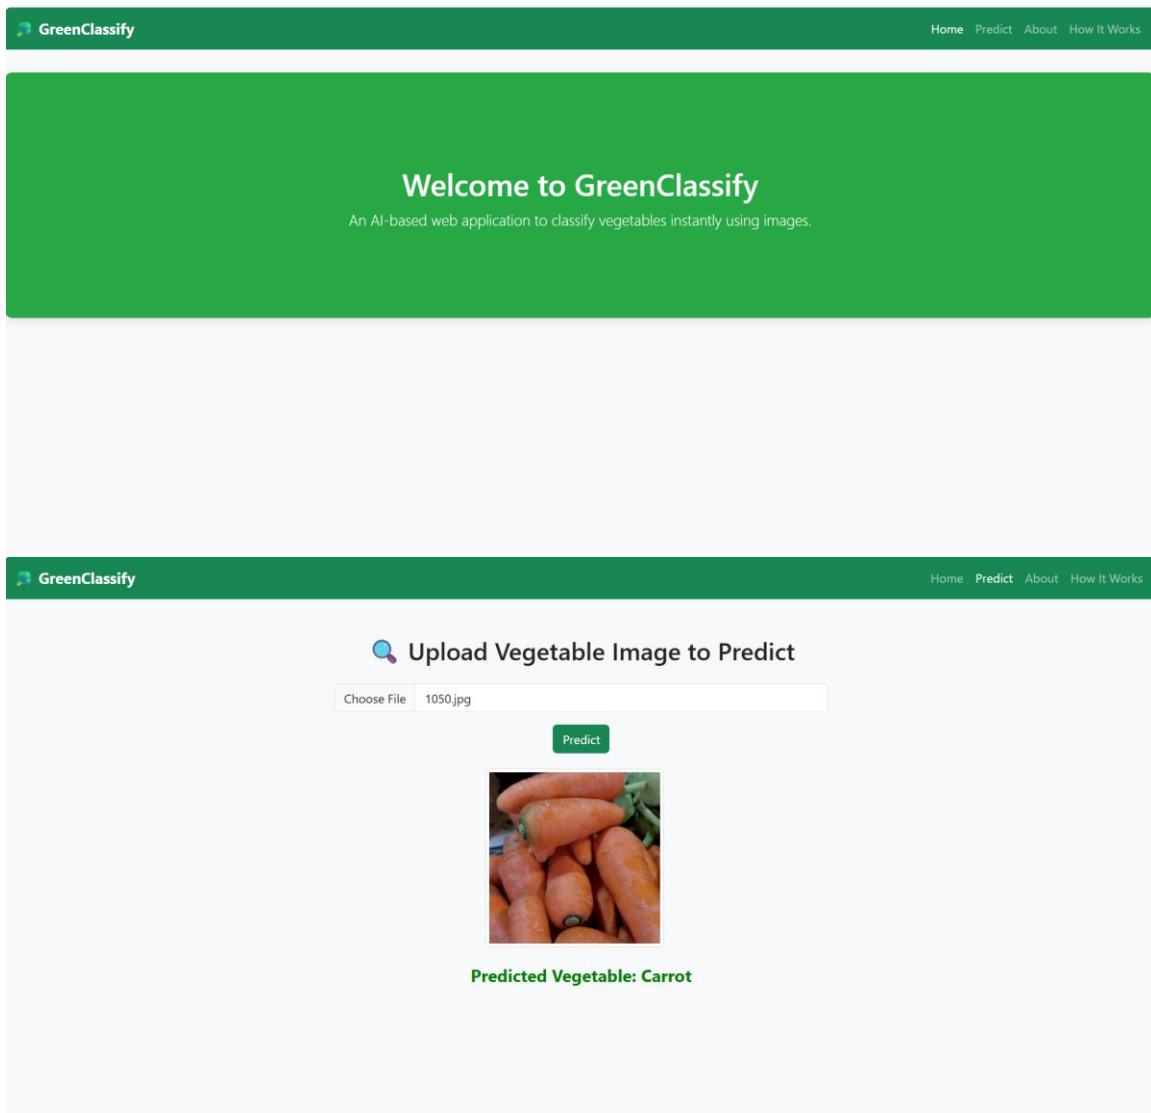 GreenClassify
Home Predict About How It Works
Welcome to GreenClassify
An AI-based web application to classify vegetables instantly using images.
GreenClassify
Home Predict About How It Works
Upload Vegetable Image to Predict
Choose File 1050.jpg
Predict
Predicted Vegetable: Carrot